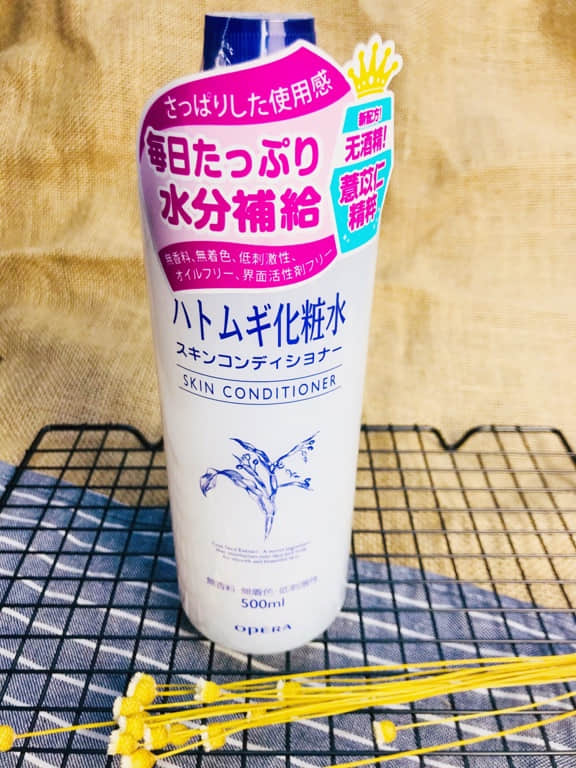 さっぱりした使用感
毎日たっぷり
水分補給
無香料、無着色、低刺激性、
オイルフリー、界面活性剤フリー
新配方!
无酒精!
薏苡仁
精粹
ハトムギ化粧水
スキンコンディショナー
SKIN CONDITIONER
無香料 無着色・低刺激性
500ml
OPERA